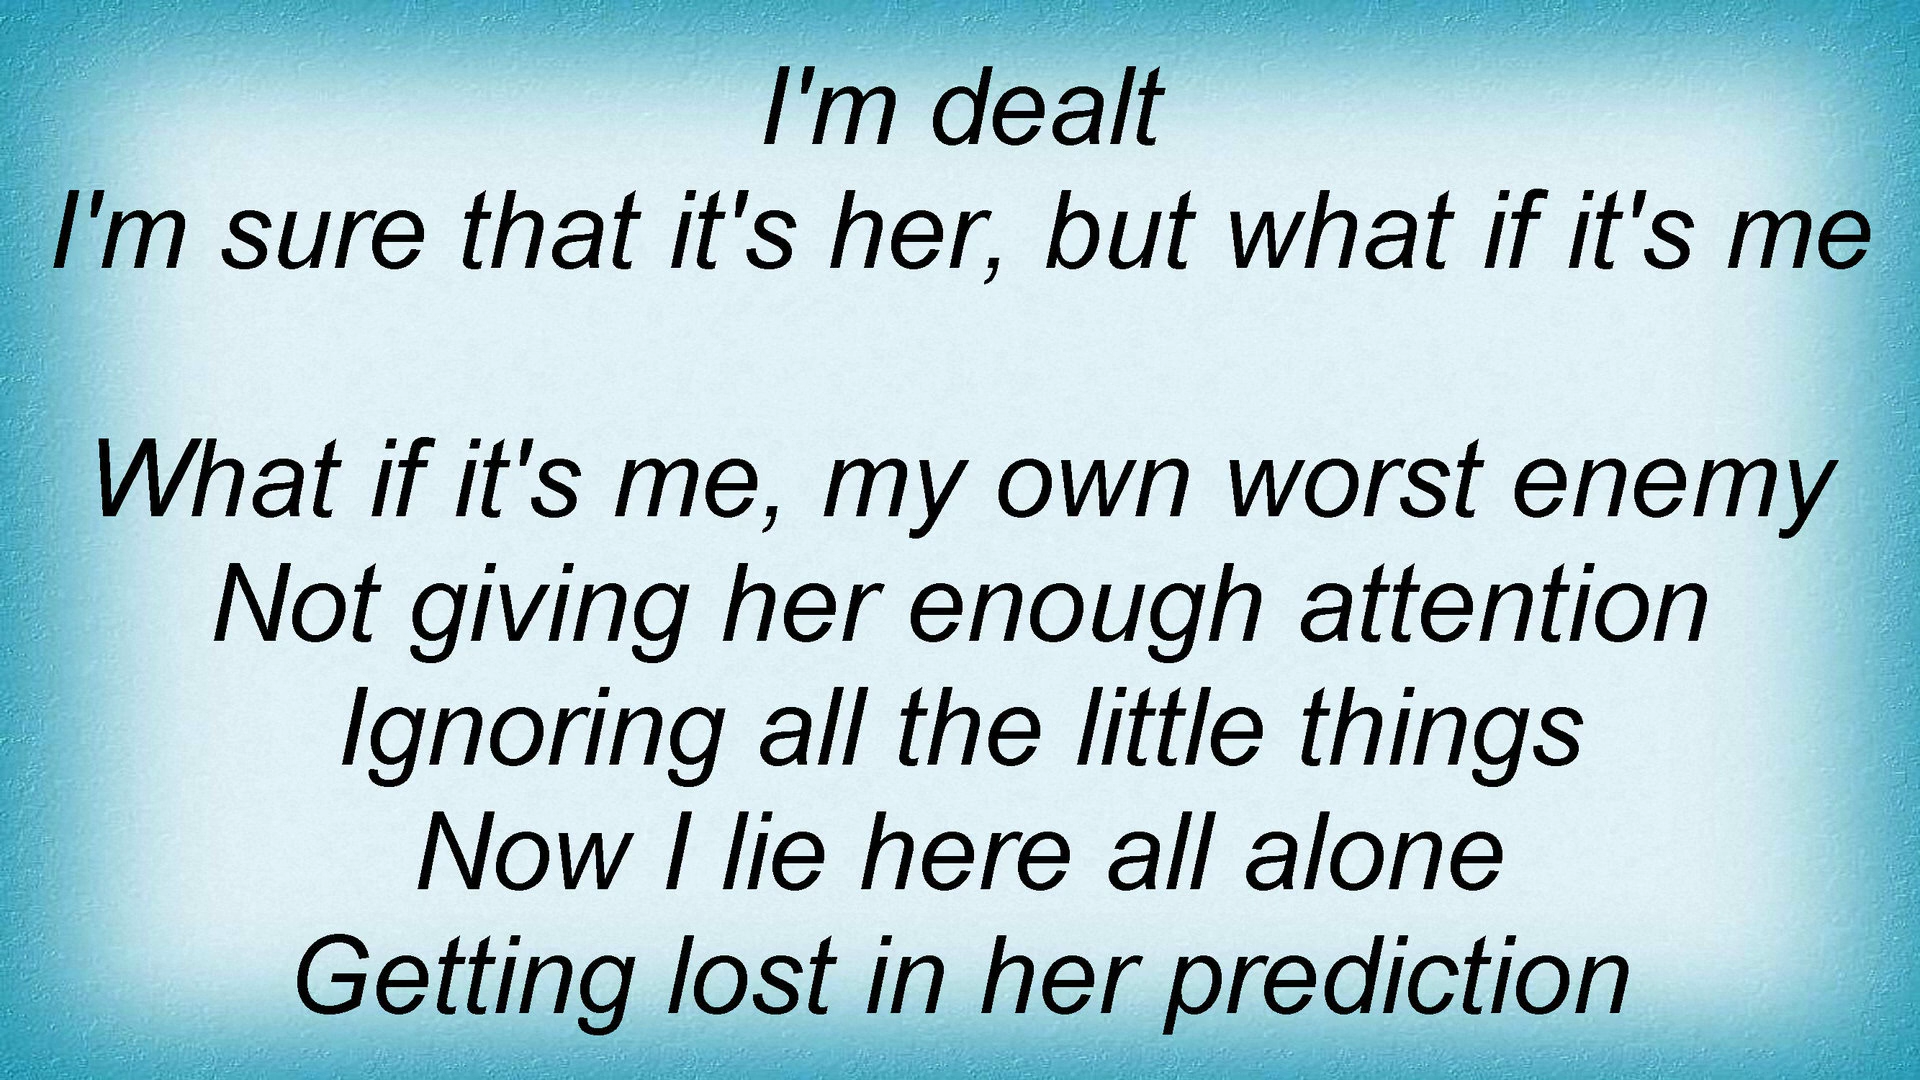 I'm dealt
I'm sure that it's her, but what if it's me
What if it's me, my own worst enemy
Not giving her enough attention
Ignoring all the little things
Now I lie here all alone
Getting lost in her prediction